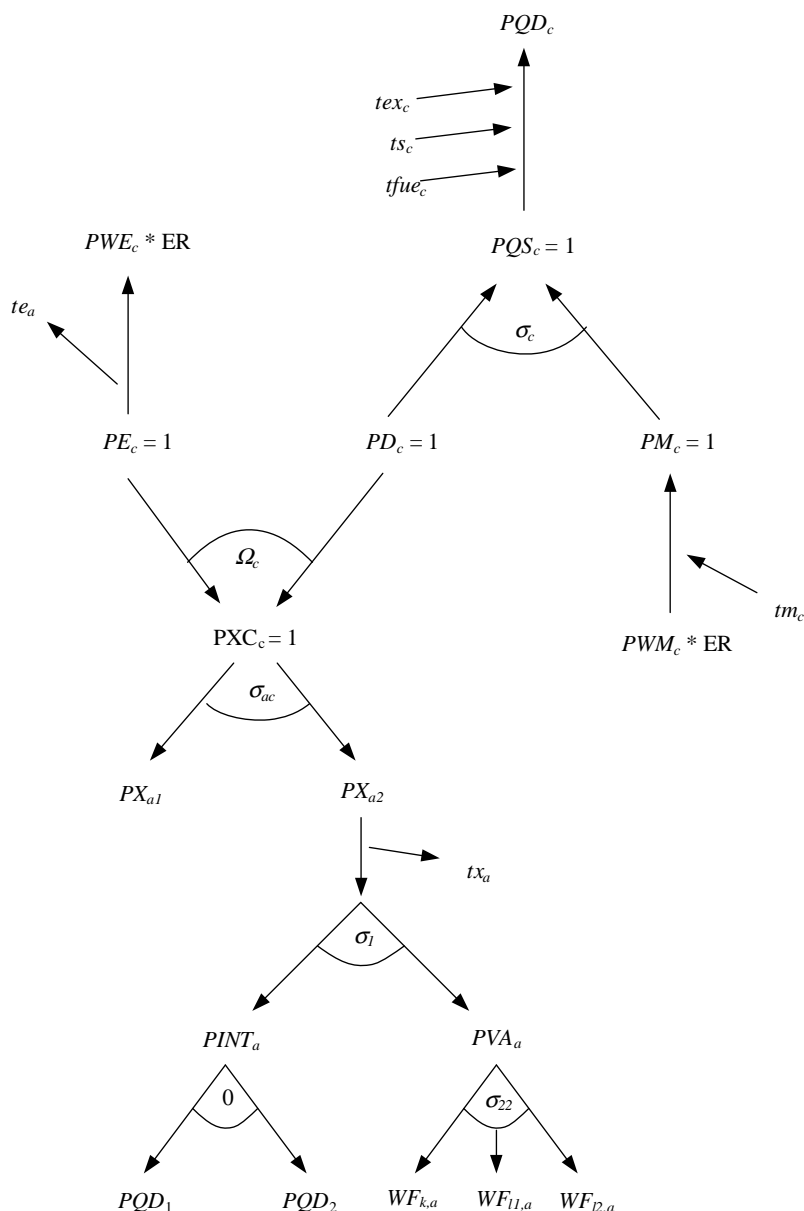 PQD_c
tex_c
ts_c
tfue_c
PWE_c * ER
PQS_c = 1
te_a
σ_c
PE_c = 1 PD_c = 1 PM_c = 1
Ω_c
tm_c
PXC_c = 1
PWM_c * ER
σ_ac
PX_a1 PX_a2
tx_a
σ_1
PINT_a PVA_a
0 σ_22
PQD_1 PQD_2 WF_k,a WF_l1,a WF_l2,a